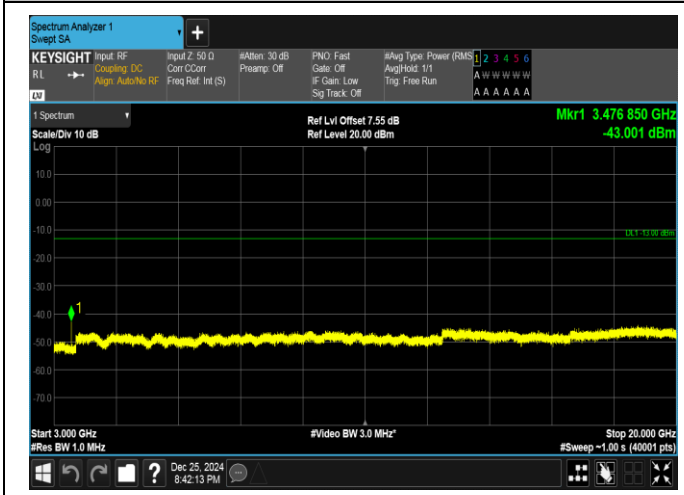 Spectrum Analyzer 1
Swept SA
+
KEYSIGHT
RL
LXI
Input: RF
Coupling: DC
Align: Auto/No RF
Input Z: 50 Ω
Corr CCorr
Freq Ref: Int (S)
#Atten: 30 dB
Preamp: Off
PNO: Fast
Gate: Off
IF Gain: Low
Sig Track: Off
#Avg Type: Power (RMS
Avg|Hold: 1/1
Trig: Free Run
1 2 3 4 5 6
A W W W W W
A A A A A A
1 Spectrum
Scale/Div 10 dB
Log
Ref Lvl Offset 7.55 dB
Ref Level 20.00 dBm
Mkr1 3.476 850 GHz
-43.001 dBm
10.0
0.00
-10.0
DL1 -13.00 dBm
-20.0
-30.0
-40.0
1
-50.0
-60.0
-70.0
Start 3.000 GHz
#Res BW 1.0 MHz
#Video BW 3.0 MHz*
Stop 20.000 GHz
#Sweep ~1.00 s (40001 pts)
?
Dec 25, 2024
8:42:13 PM